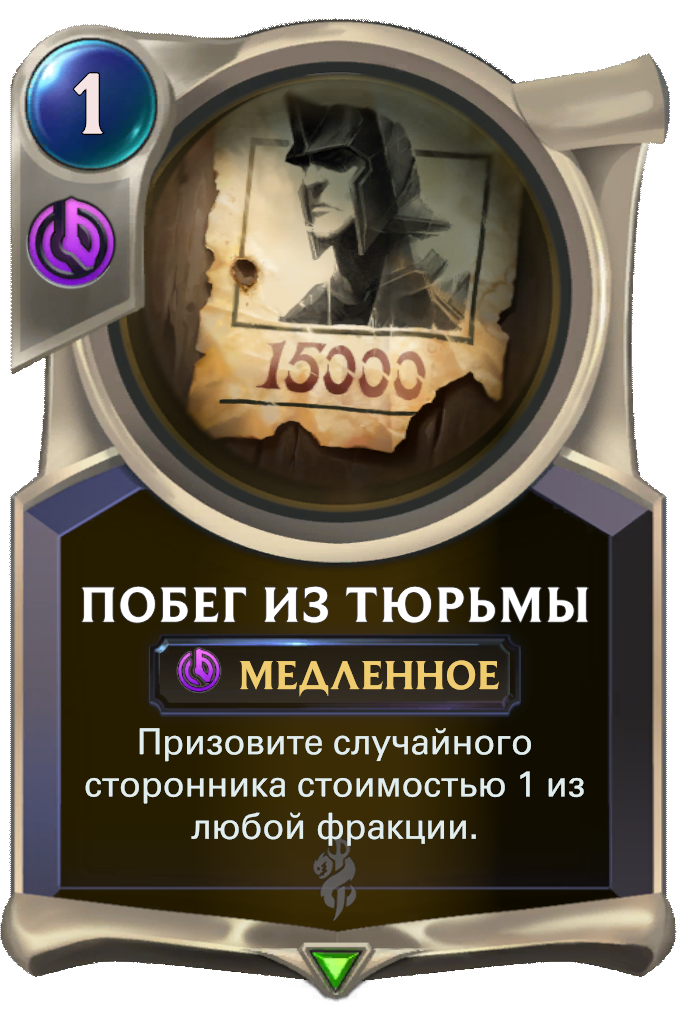 1
15000
ПОБЕГ ИЗ ТЮРЬМЫ
МЕДЛЕННОЕ
Призовите случайного
сторонника стоимостью 1 из
любой фракции.